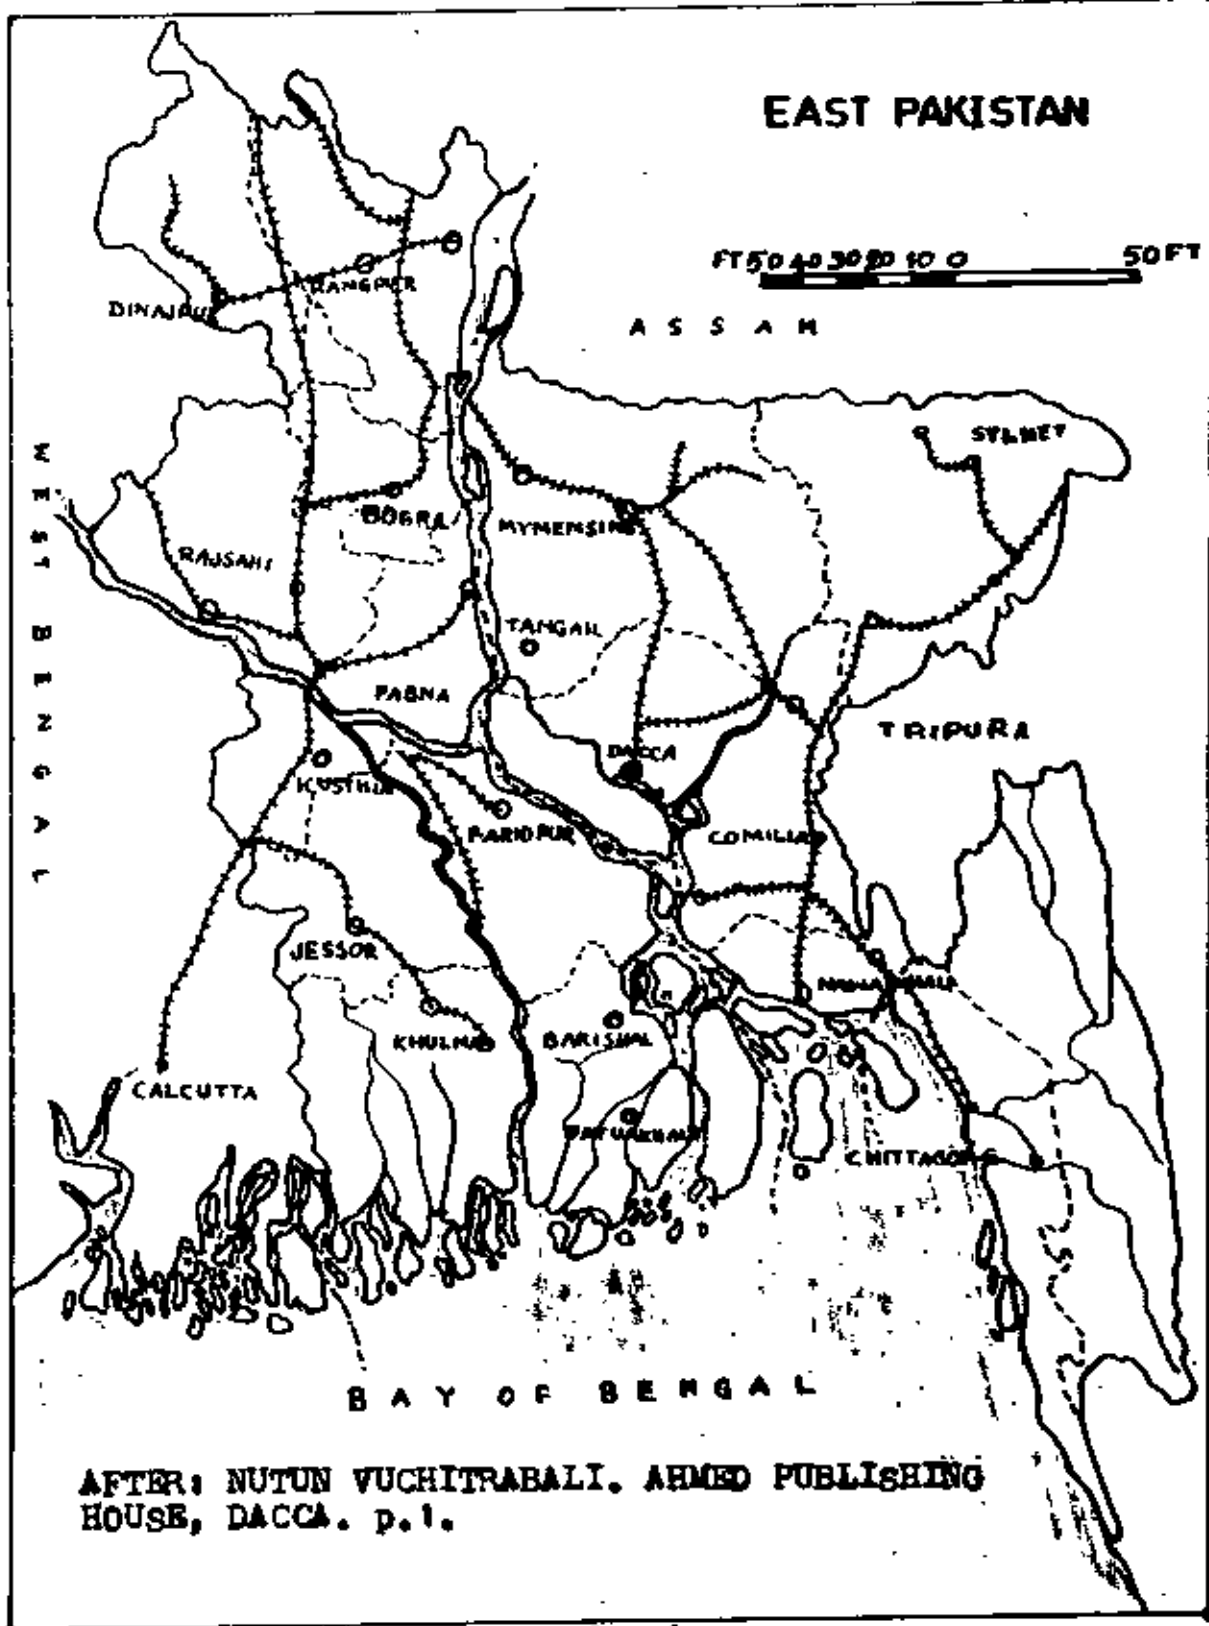 EAST PAKISTAN
FT 50 40 30 20 10 0 50 FT
ASSAM
DINAJPUR
RANGPUR
SYLHET
WEST BENGAL
BOGRA
MYMENSING
RAJSAHI
TANGAIL
PABNA
TRIPURA
DACCA
KUSTHIA
FARIDPUR
COMILLA
JESSOR
KHULNA
BARISHAL
CALCUTTA
PATUAKHALI
CHITTAGONG
BAY OF BENGAL
AFTER: NUTUN VUCHITRABALI. AHMED PUBLISHING
HOUSE, DACCA. p.1.